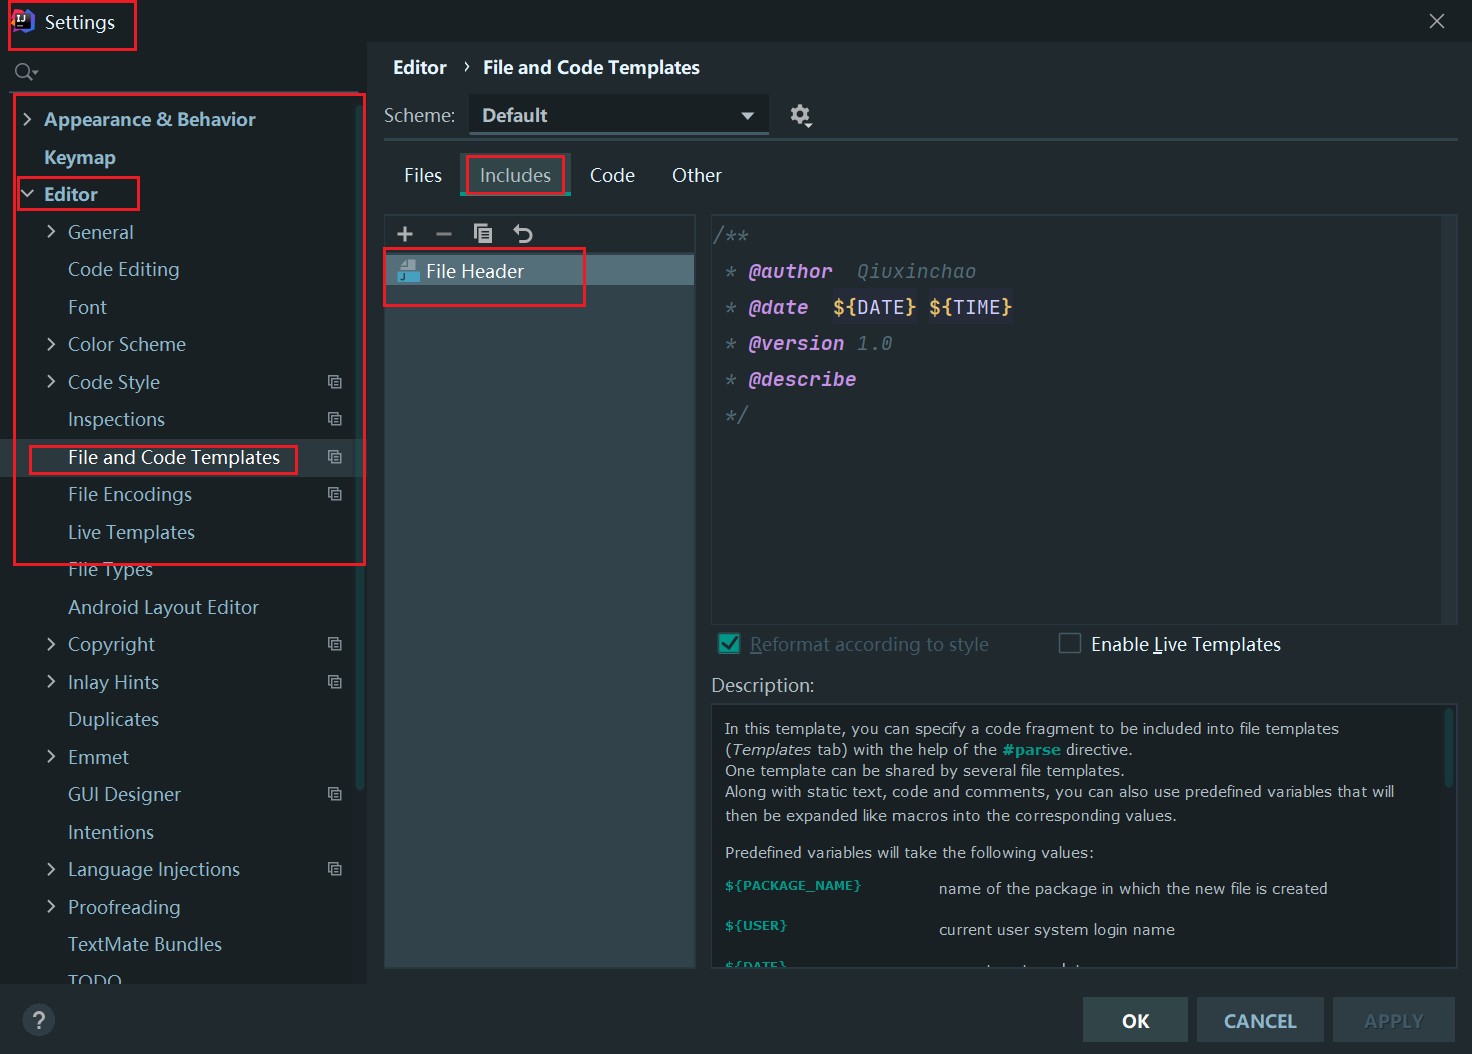 Settings
Appearance & Behavior
Keymap
Editor
General
Code Editing
Font
Color Scheme
Code Style
Inspections
File and Code Templates
File Encodings
Live Templates
File Types
Android Layout Editor
Copyright
Inlay Hints
Duplicates
Emmet
GUI Designer
Intentions
Language Injections
Proofreading
TextMate Bundles
TODO
Editor › File and Code Templates
Scheme: Default
Files Includes Code Other
File Header
/**
* @author Qiuxinchao
* @date ${DATE} ${TIME}
* @version 1.0
* @describe
*/
Reformat according to style Enable Live Templates
Description:
In this template, you can specify a code fragment to be included into file templates
(Templates tab) with the help of the #parse directive.
One template can be shared by several file templates.
Along with static text, code and comments, you can also use predefined variables that will
then be expanded like macros into the corresponding values.
Predefined variables will take the following values:
${PACKAGE_NAME} name of the package in which the new file is created
${USER} current user system login name
${DATE}
? OK CANCEL APPLY